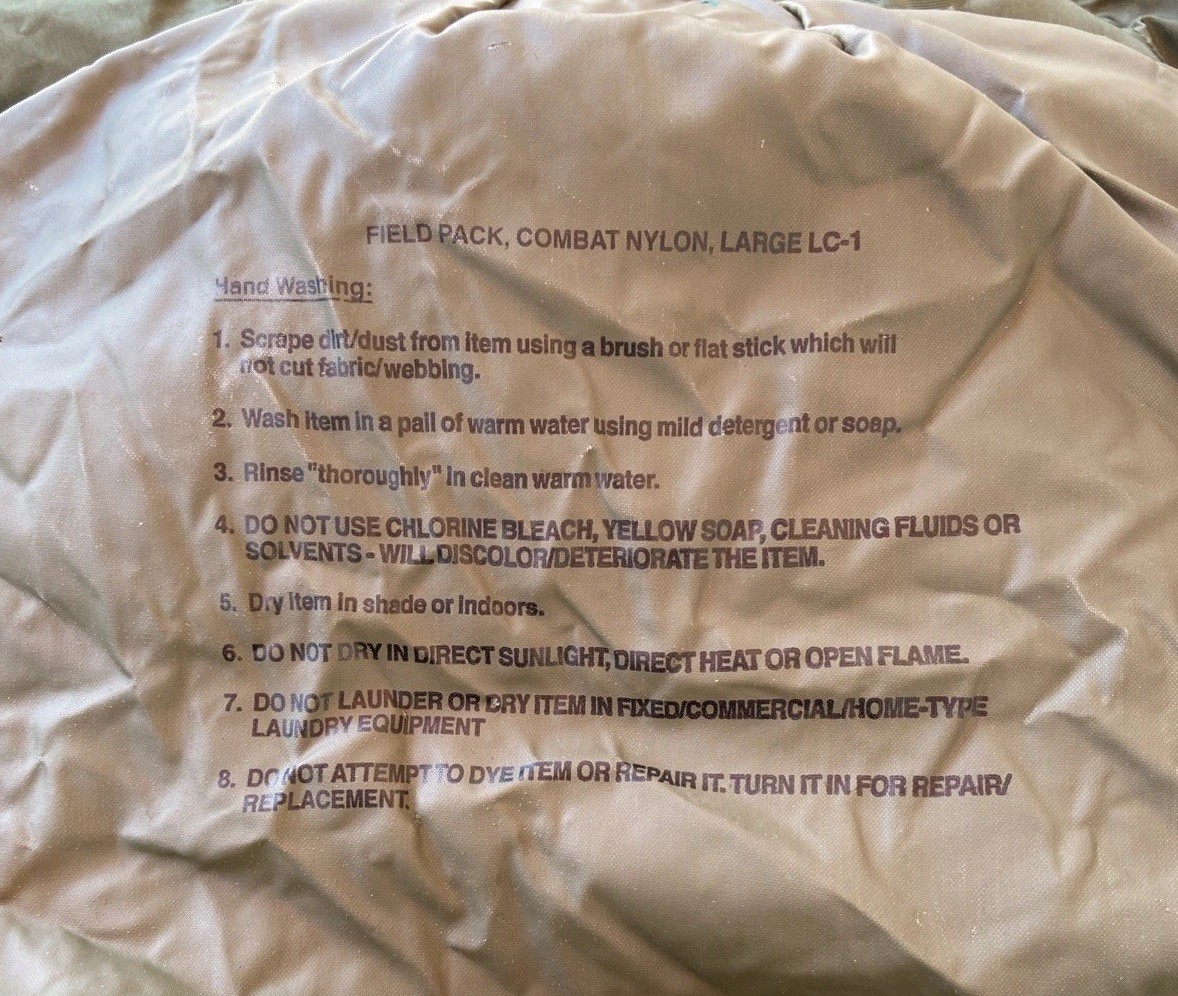 FIELD PACK, COMBAT NYLON, LARGE LC-1
Hand Washing:
1. Scrape dirt/dust from item using a brush or flat stick which will
not cut fabric/webbing.
2. Wash item in a pail of warm water using mild detergent or soap.
3. Rinse "thoroughly" in clean warm water.
4. DO NOT USE CHLORINE BLEACH, YELLOW SOAP, CLEANING FLUIDS OR
SOLVENTS - WILL DISCOLOR/DETERIORATE THE ITEM.
5. Dry item in shade or indoors.
6. DO NOT DRY IN DIRECT SUNLIGHT, DIRECT HEAT OR OPEN FLAME.
7. DO NOT LAUNDER OR DRY ITEM IN FIXED/COMMERCIAL/HOME-TYPE
LAUNDRY EQUIPMENT
8. DO NOT ATTEMPT TO DYE ITEM OR REPAIR IT. TURN IT IN FOR REPAIR/
REPLACEMENT.